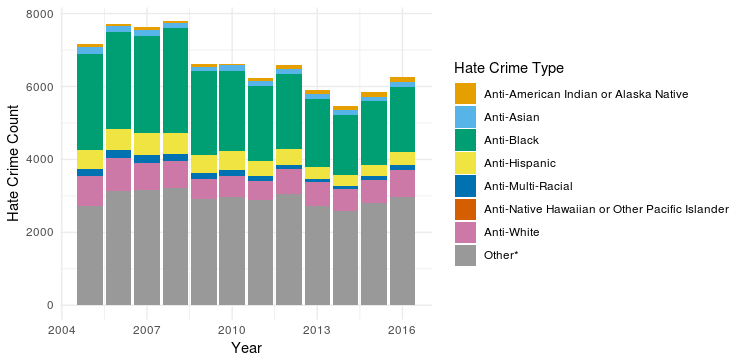 8000
6000
4000
2000
0
Hate Crime Count
2004
2007
2010
2013
2016
Year
Hate Crime Type
Anti-American Indian or Alaska Native
Anti-Asian
Anti-Black
Anti-Hispanic
Anti-Multi-Racial
Anti-Native Hawaiian or Other Pacific Islander
Anti-White
Other*